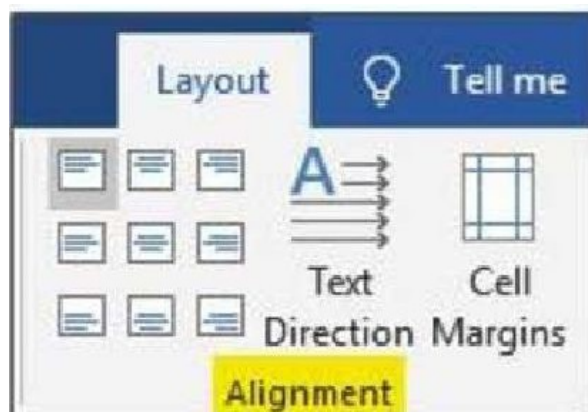 Layout
Tell me
A
Text
Direction
Cell
Margins
Alignment